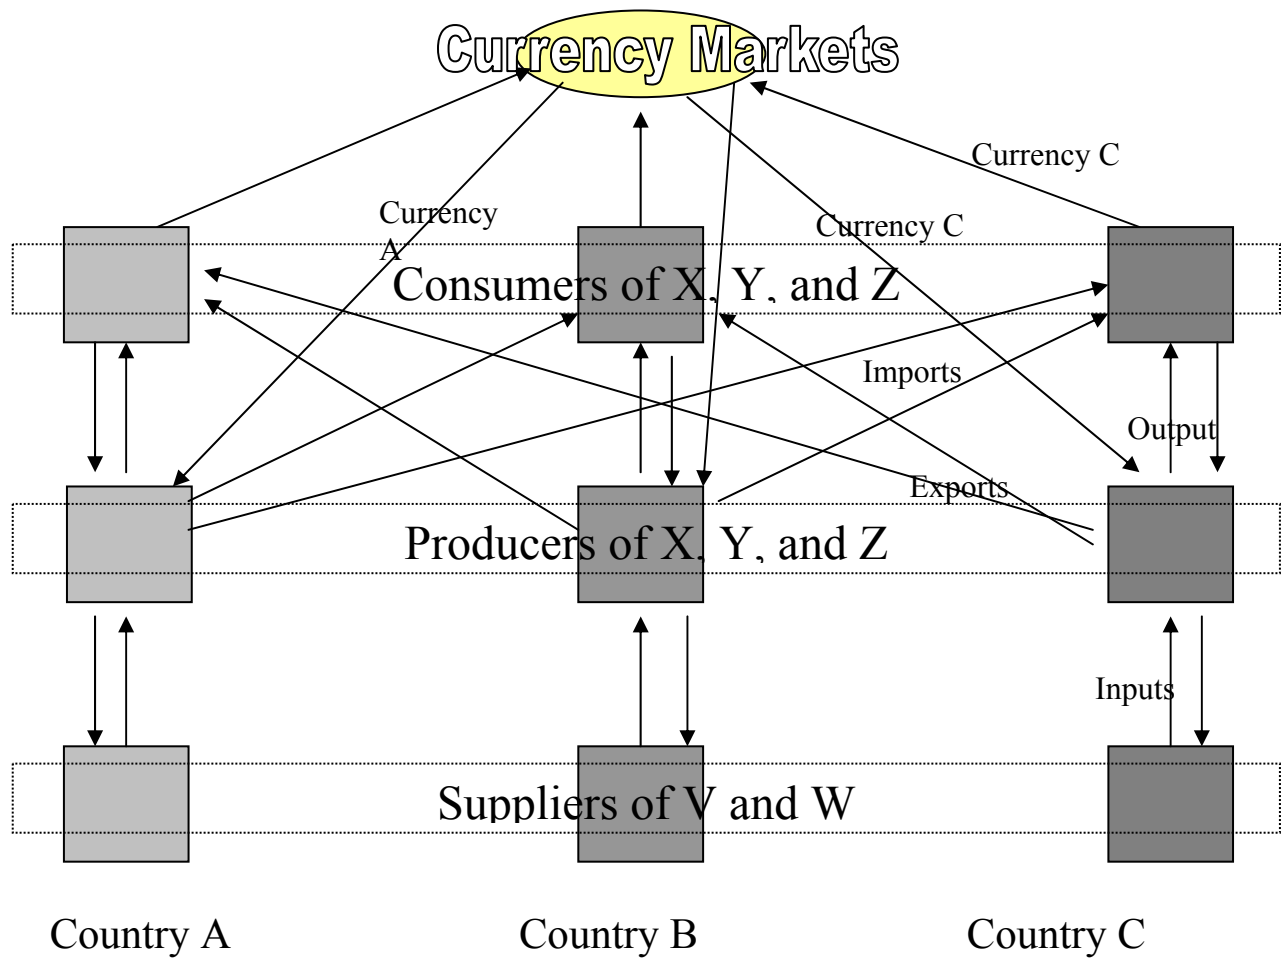 Currency Markets
Currency C
Currency
A
Currency C
Consumers of X, Y, and Z
Imports
Output
Exports
Producers of X, Y, and Z
Inputs
Suppliers of V and W
Country A
Country B
Country C